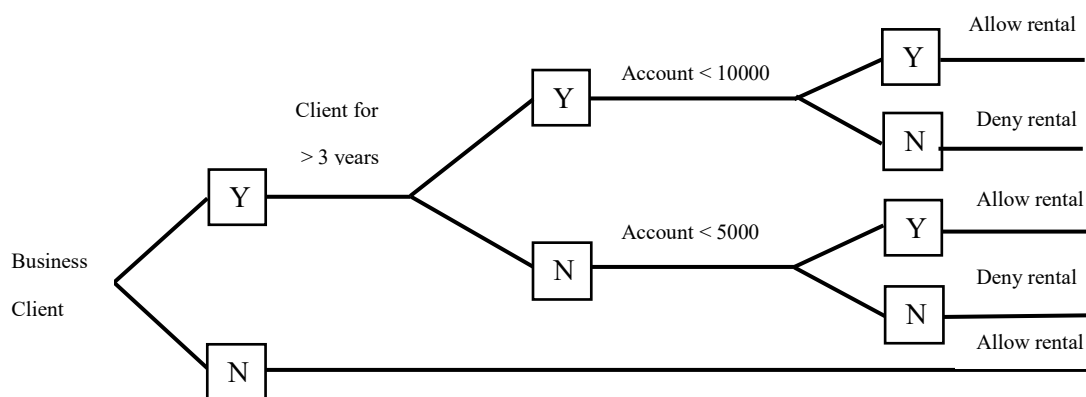 Allow rental
Y
Account < 10000
Y
Client for
> 3 years
Deny rental
N
Y
Allow rental
Y
Account < 5000
N
Business
Client
Deny rental
N
Allow rental
N